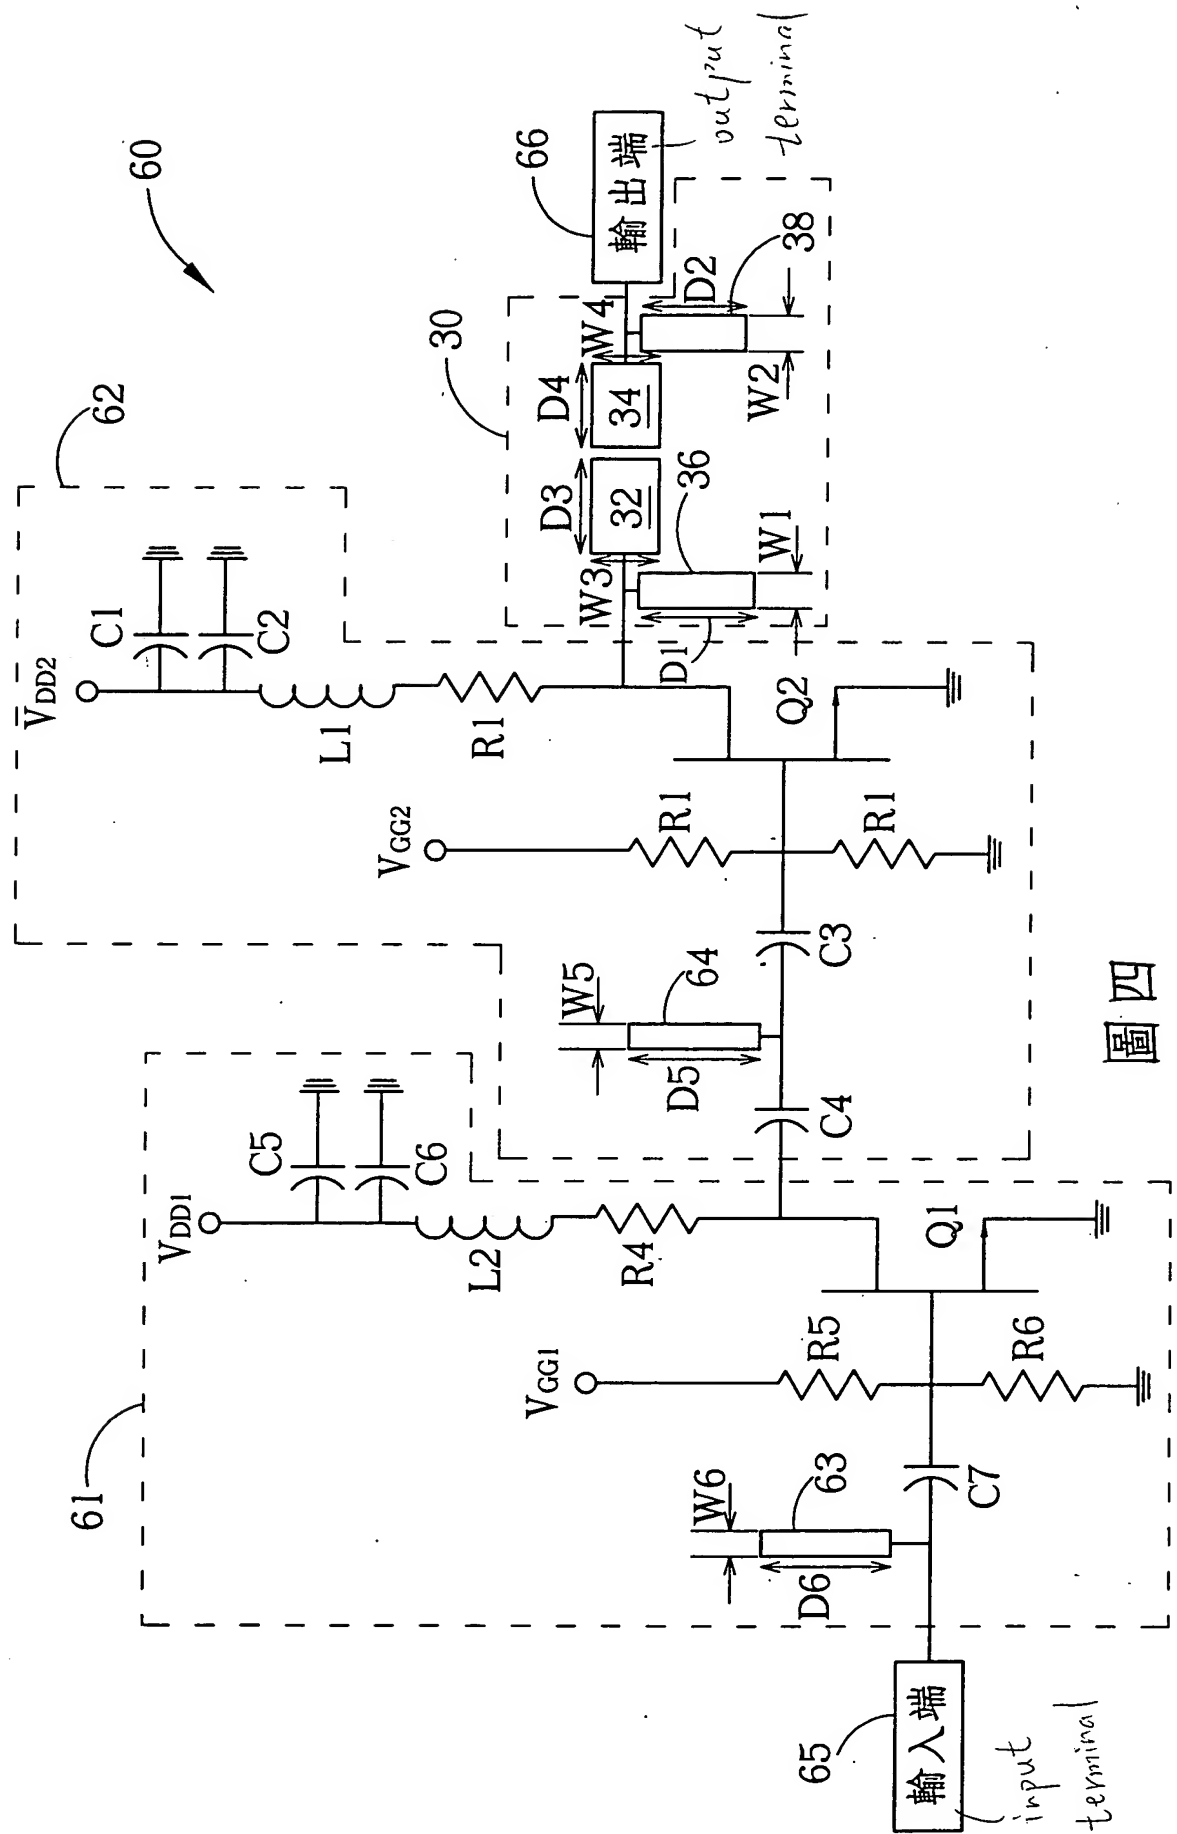 60
62
V_DD2
C1
C2
L1
R1
V_GG2
R1
R1
Q2
30
D3
D4
32
34
W3
W4
36
38
D1
D2
W1
W2
66
輸出端
output
terminal
61
V_DD1
C5
C6
L2
R4
W5
64
D5
C4
C3
V_GG1
R5
R6
Q1
W6
63
D6
C7
65
輸入端
input
terminal
圖四